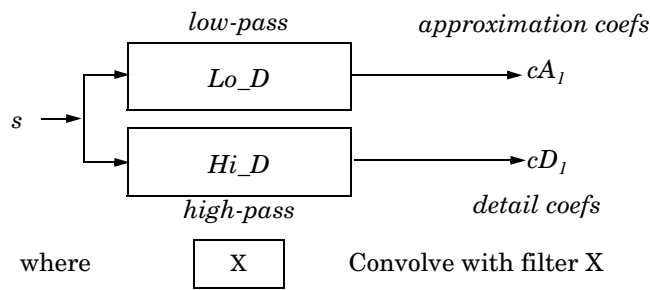 low-pass
approximation coefs
Lo_D
cA1
s
Hi_D
cD1
high-pass
detail coefs
where
X
Convolve with filter X